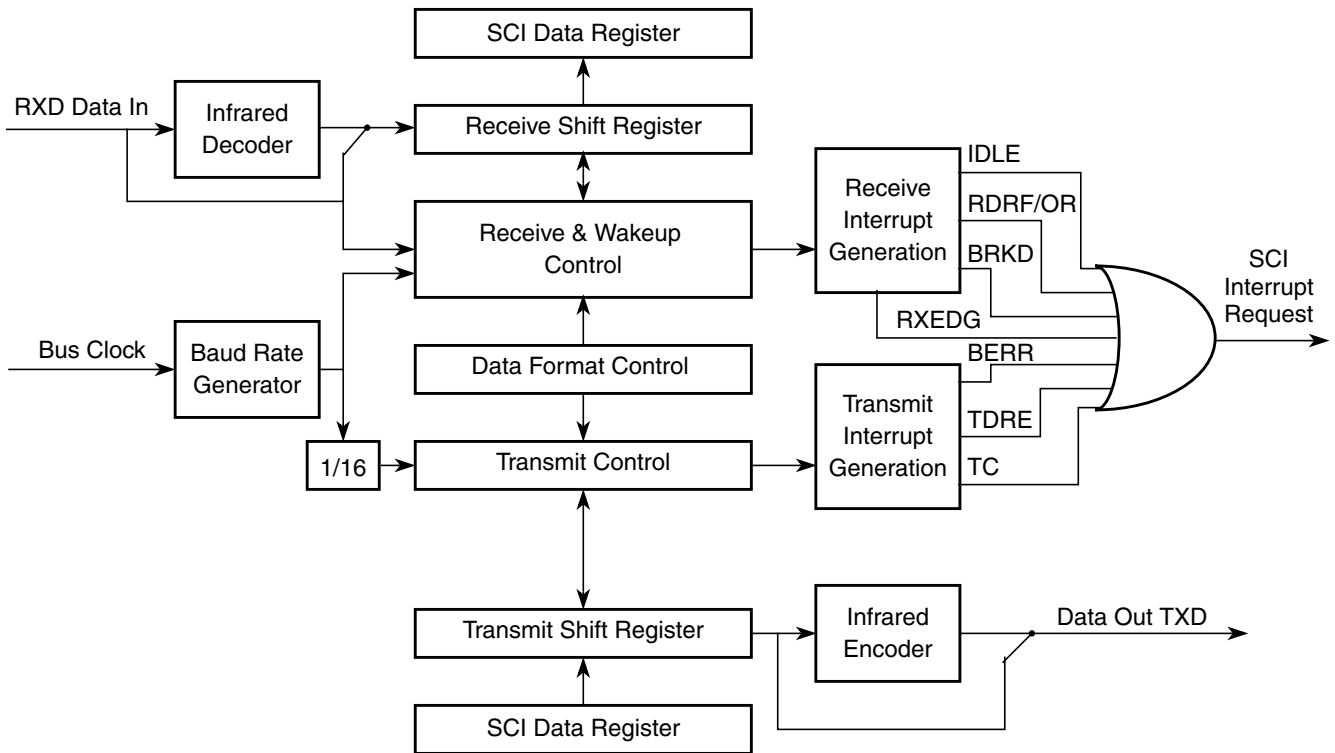 SCI Data Register
RXD Data In
Infrared
Decoder
Receive Shift Register
Receive & Wakeup
Control
Receive
Interrupt
Generation
IDLE
RDRF/OR
BRKD
RXEDG
SCI
Interrupt
Request
Bus Clock
Baud Rate
Generator
Data Format Control
BERR
Transmit
Interrupt
Generation
TDRE
TC
1/16
Transmit Control
Transmit Shift Register
Infrared
Encoder
Data Out TXD
SCI Data Register